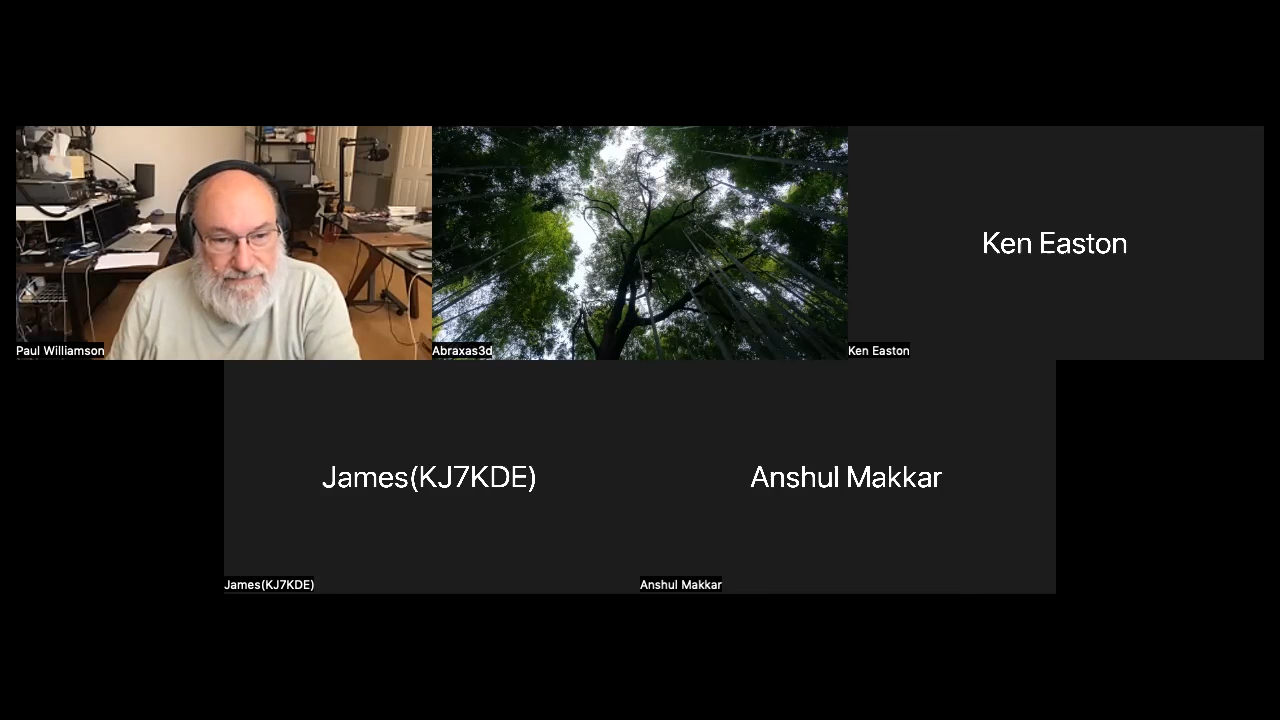 Paul Williamson
Abraxas3d
Ken Easton
Ken Easton
James(KJ7KDE)
Anshul Makkar
James(KJ7KDE)
Anshul Makkar